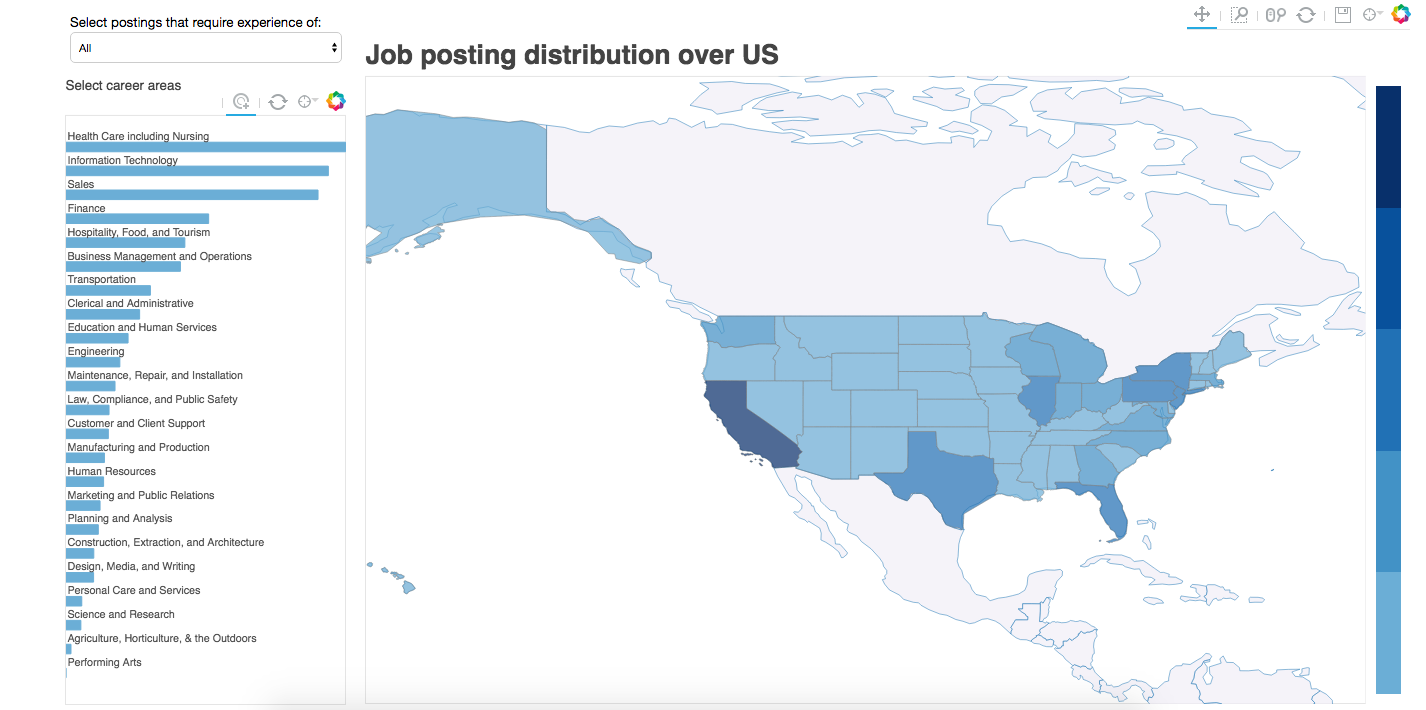 Select postings that require experience of:
All
Job posting distribution over US
Select career areas
Health Care including Nursing
Information Technology
Sales
Finance
Hospitality, Food, and Tourism
Business Management and Operations
Transportation
Clerical and Administrative
Education and Human Services
Engineering
Maintenance, Repair, and Installation
Law, Compliance, and Public Safety
Customer and Client Support
Manufacturing and Production
Human Resources
Marketing and Public Relations
Planning and Analysis
Construction, Extraction, and Architecture
Design, Media, and Writing
Personal Care and Services
Science and Research
Agriculture, Horticulture, & the Outdoors
Performing Arts